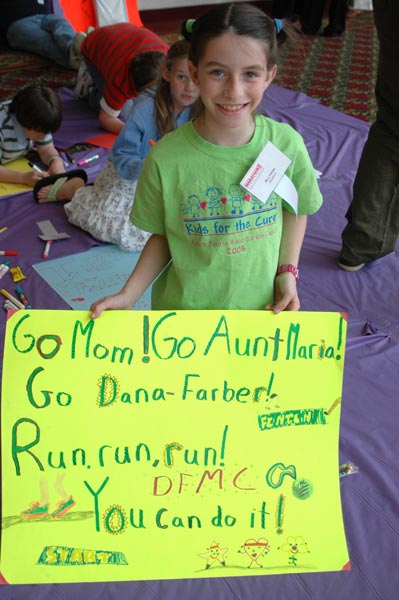 Kids for the Cure
2005
Go Mom! Go Aunt Maria!
Go Dana-Farber!
Run, run, run!
DFMC
You Can do it!
START